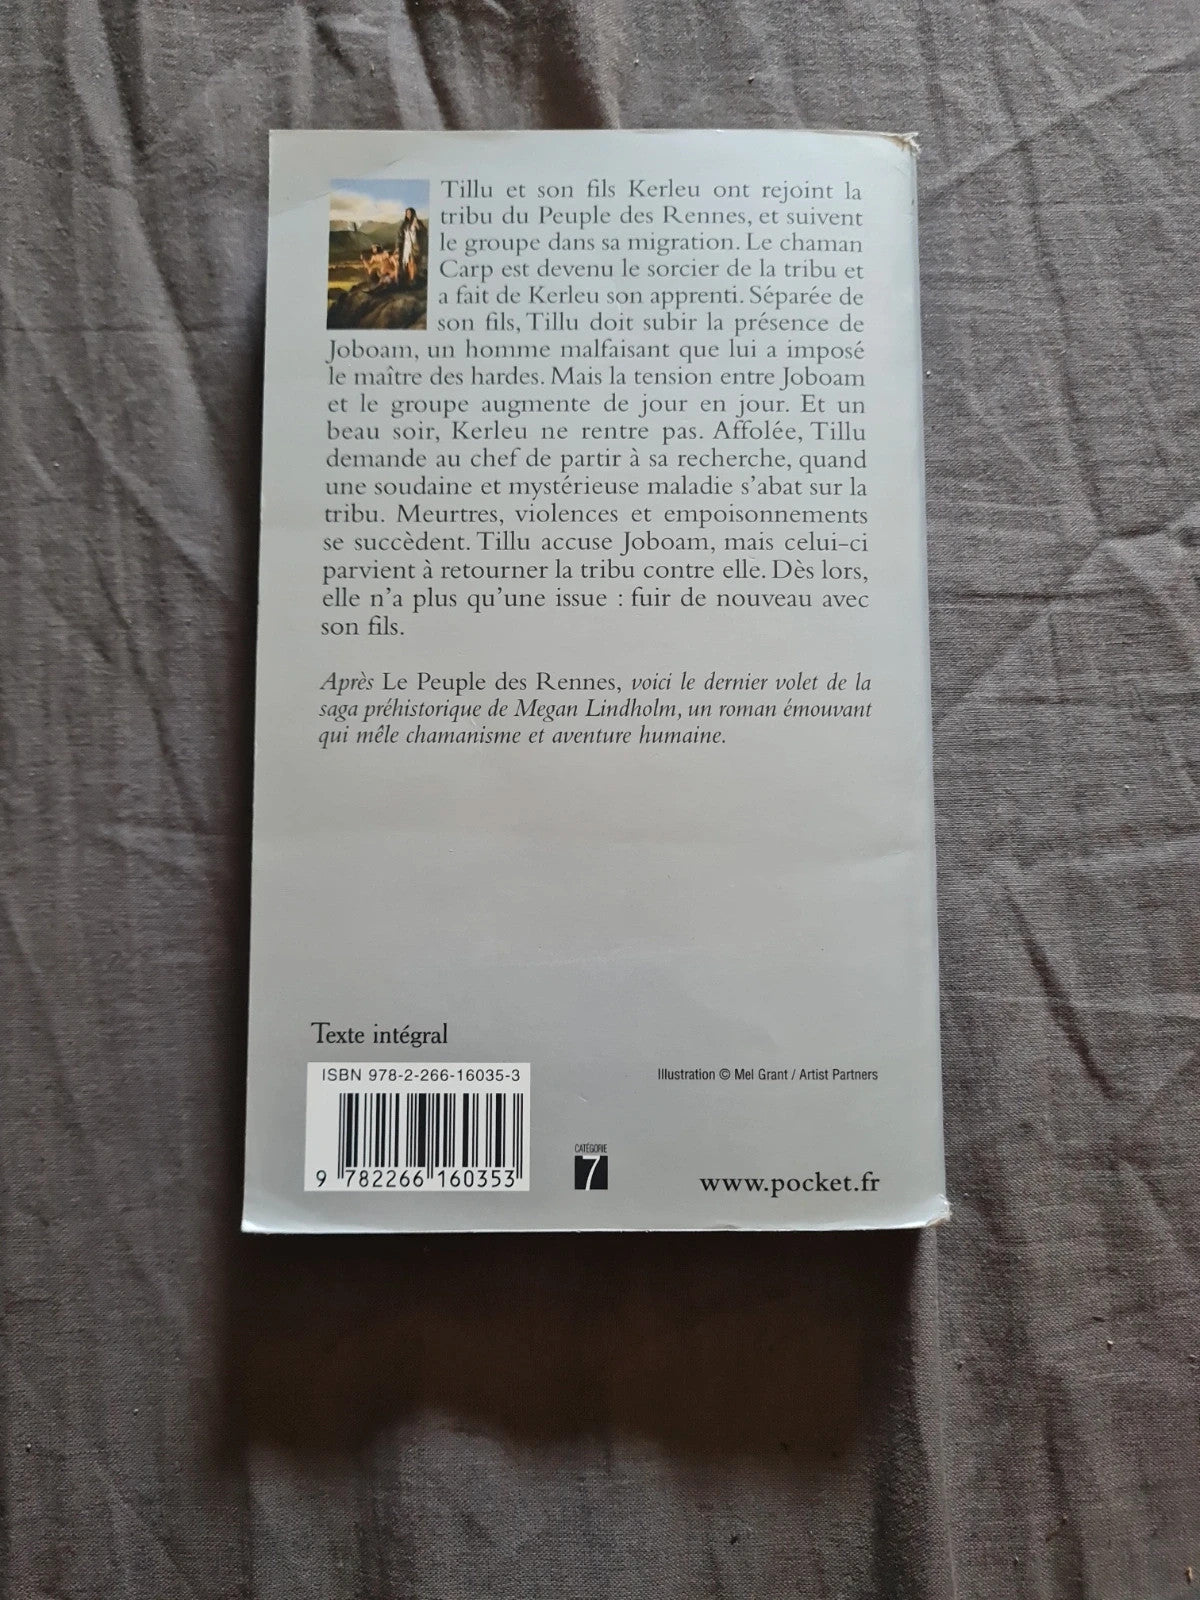 Tillu et son fils Kerleu ont rejoint la
tribu du Peuple des Rennes, et suivent
le groupe dans sa migration. Le chaman
Carp est devenu le sorcier de la tribu et
a fait de Kerleu son apprenti. Séparée de
son fils, Tillu doit subir la présence de
Joboam, un homme malfaisant que lui a imposé
le maître des hardes. Mais la tension entre Joboam
et le groupe augmente de jour en jour. Et un
beau soir, Kerleu ne rentre pas. Affolée, Tillu
demande au chef de partir à sa recherche, quand
une soudaine et mystérieuse maladie s'abat sur la
tribu. Meurtres, violences et empoisonnements
se succèdent. Tillu accuse Joboam, mais celui-ci
parvient à retourner la tribu contre elle. Dès lors,
elle n'a plus qu'une issue : fuir de nouveau avec
son fils.
Après Le Peuple des Rennes, voici le dernier volet de la
saga préhistorique de Megan Lindholm, un roman émouvant
qui mêle chamanisme et aventure humaine.
Texte intégral
ISBN 978-2-266-16035-3
Illustration © Mel Grant / Artist Partners
9 782266 160353
CATÉGORIE
7
www.pocket.fr